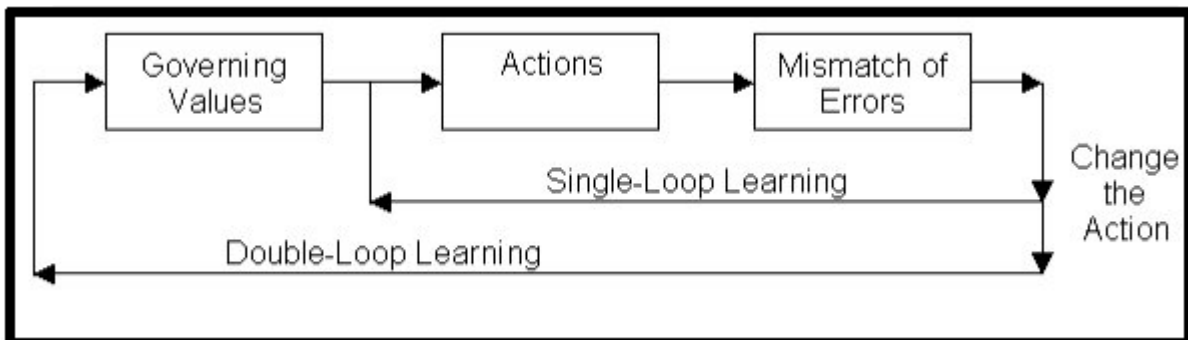 Governing
Values
Actions
Mismatch of
Errors
Single-Loop Learning
Double-Loop Learning
Change
the
Action